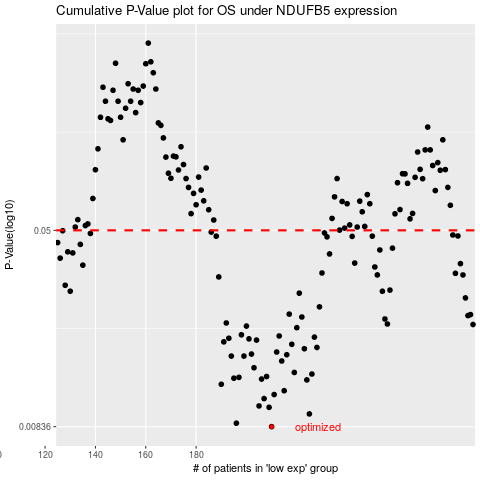 Cumulative P-Value plot for OS under NDUFB5 expression
P-Value(log10)
0.05
0.00836
optimized
0 120 140 160 180
# of patients in 'low exp' group